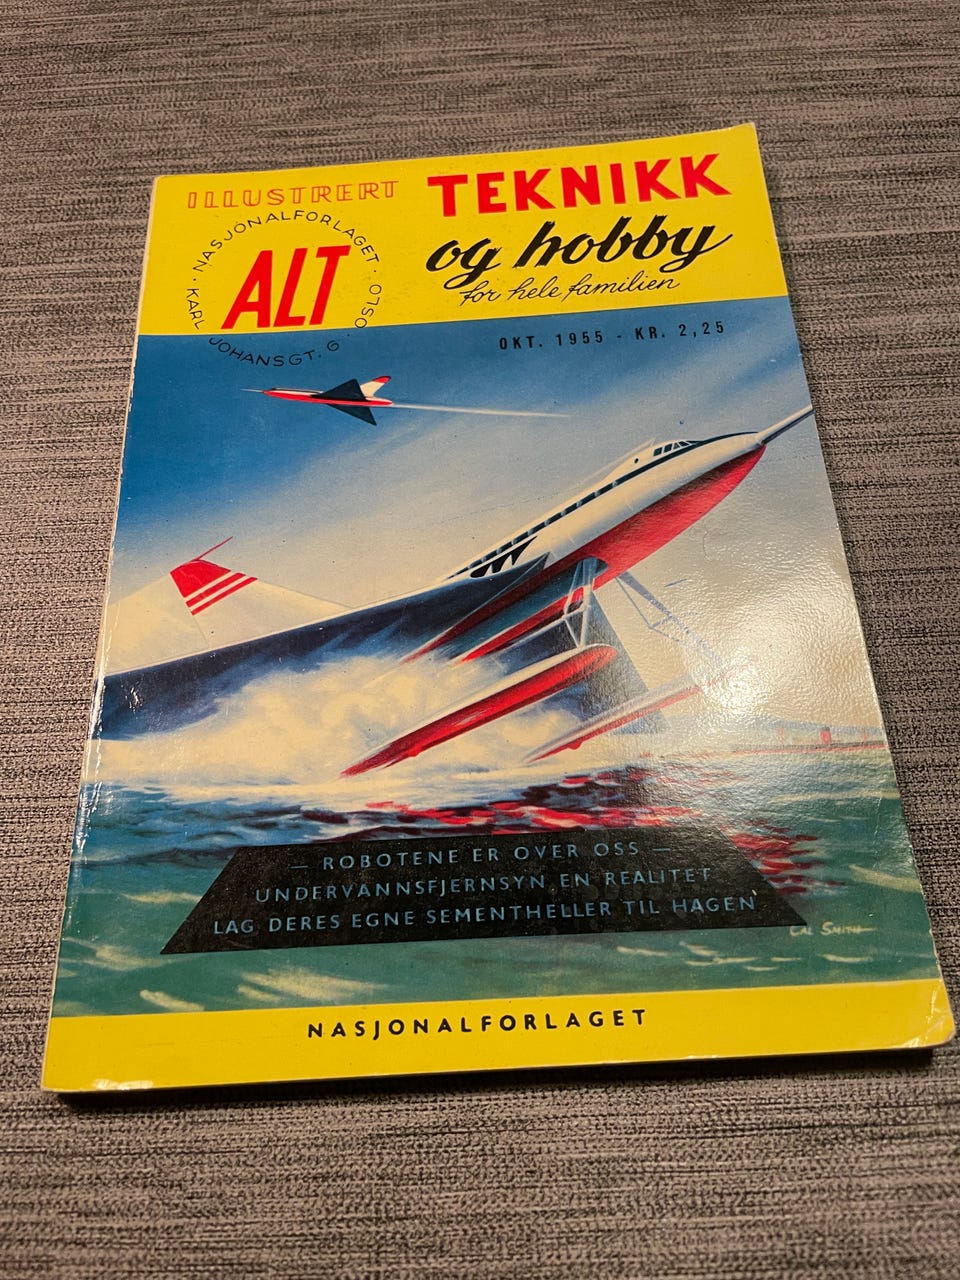 ILLUSTRERT
NASJONALFORLAGET · OSLO · KARL JOHANSGT. 6 ·
ALT
TEKNIKK
og hobby
for hele familien
OKT. 1955 - KR. 2,25
— ROBOTENE ER OVER OSS —
UNDERVANNSFJERNSYN EN REALITET
LAG DERES EGNE SEMENTHELLER TIL HAGEN
CAL SMITH
NASJONALFORLAGET